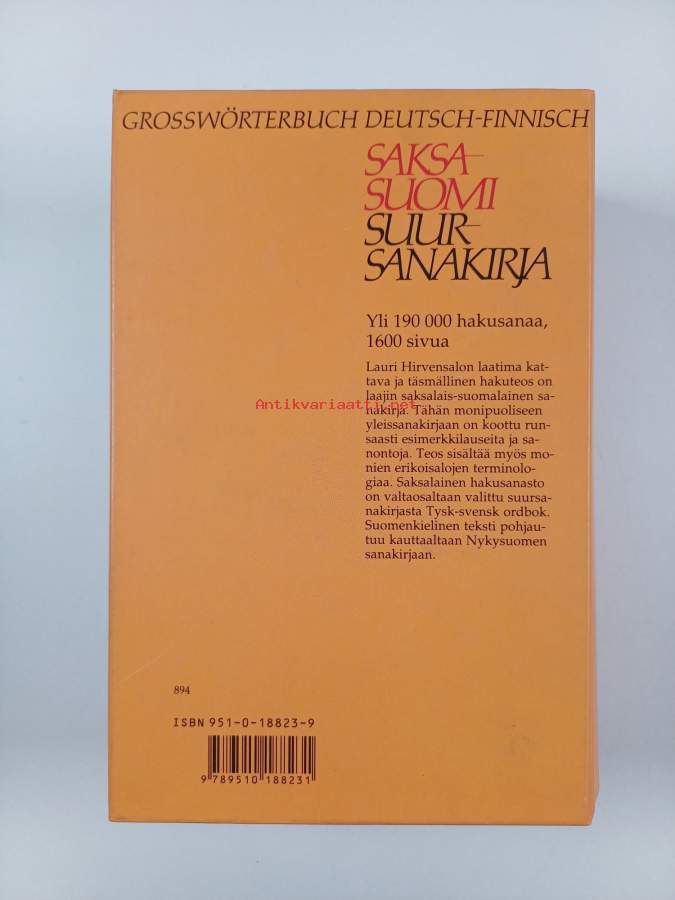 GROSSWÖRTERBUCH DEUTSCH-FINNISCH
SAKSA-
SUOMI
SUUR-
SANAKIRJA
Yli 190 000 hakusanaa,
1600 sivua
Lauri Hirvensalon laatima kat-
tava ja täsmällinen hakuteos on
laajin saksalais-suomalainen sa-
nakirja. Tähän monipuoliseen
yleissanakirjaan on koottu run-
saasti esimerkkilauseita ja sa-
nontoja. Teos sisältää myös mo-
nien erikoisalojen terminolo-
giaa. Saksalainen hakusanasto
on valtaosaltaan valittu suursa-
nakirjasta Tysk-svensk ordbok.
Suomenkielinen teksti pohjau-
tuu kauttaaltaan Nykysuomen
sanakirjaan.
Antikvariaatti.net
894
ISBN 951-0-18823-9
9 789510 188231